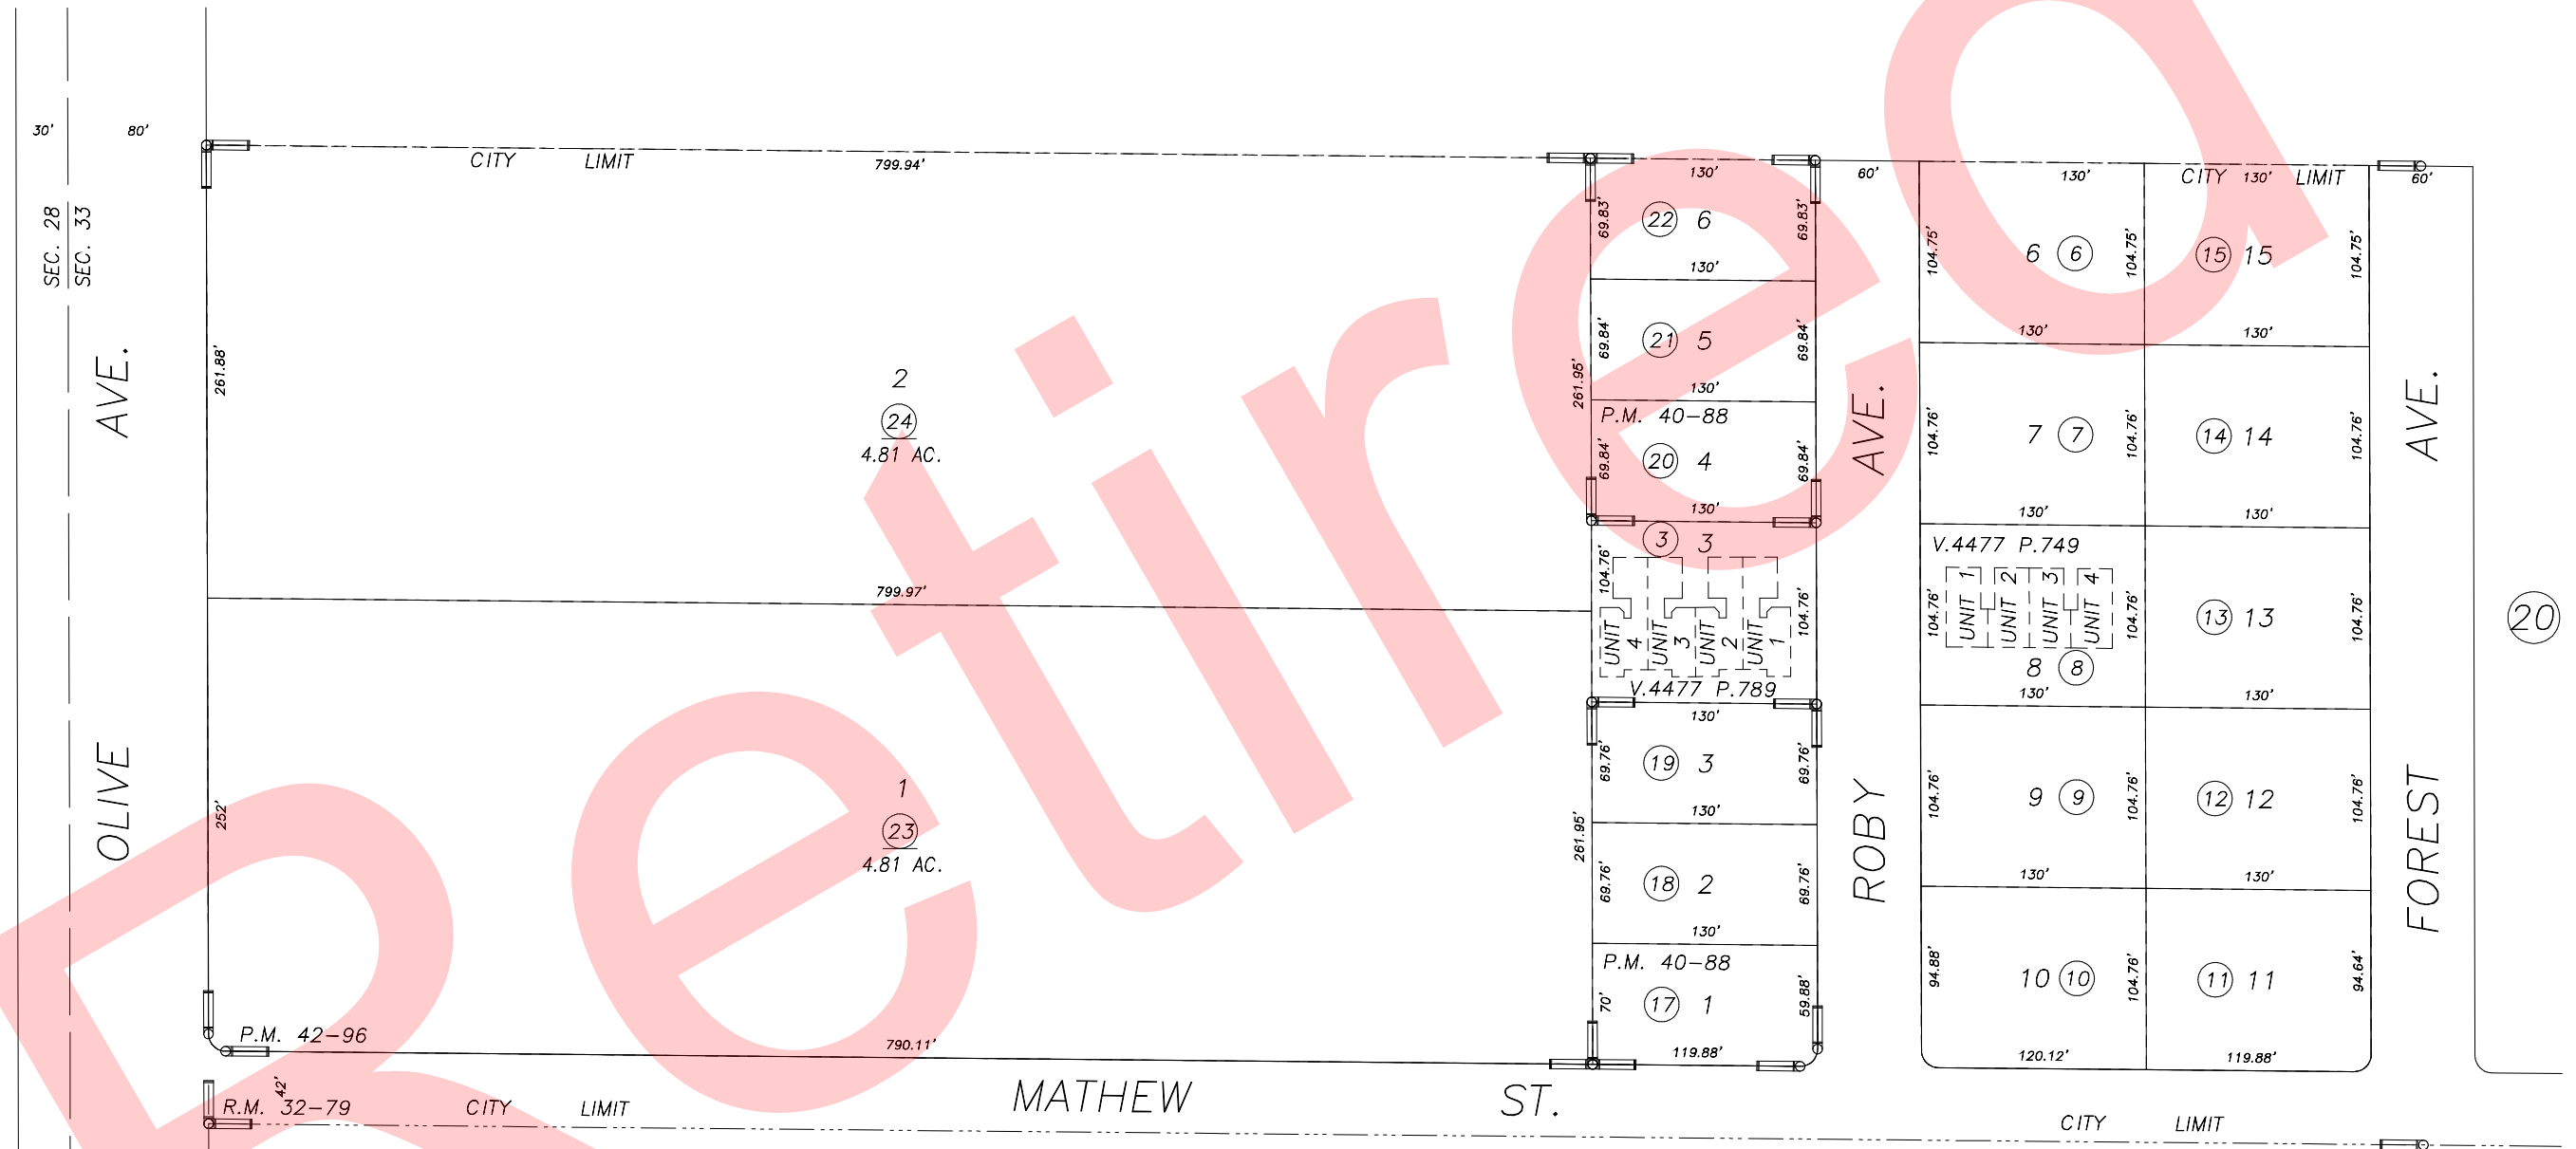 30' 80'
SEC. 28
SEC. 33
OLIVE AVE.
CITY LIMIT
799.94'
261.88'
2
24
4.81 AC.
799.97'
252'
1
23
4.81 AC.
P.M. 42-96
790.11'
42'
R.M. 32-79
CITY LIMIT
MATHEW ST.
261.95'
261.95'
130'
69.83' 22 6 69.83'
130'
69.84' 21 5 69.84'
130'
P.M. 40-88
69.84' 20 4 69.84'
130'
3 3
104.76' 104.76'
UNIT 4
UNIT 3
UNIT 2
UNIT 1
V.4477 P.789
130'
69.76' 19 3 69.76'
130'
69.76' 18 2 69.76'
130'
P.M. 40-88
70' 17 1 59.88'
119.88'
60'
ROBY AVE.
130'
104.75' 6 6 104.75'
130'
104.76' 7 7 104.76'
130'
V.4477 P.749
UNIT 1
UNIT 2
UNIT 3
UNIT 4
104.76' 104.76'
8 8
130'
104.76' 9 9 104.76'
130'
94.88' 10 10 104.76'
120.12'
CITY 130' LIMIT
15 15 104.75'
130'
14 14 104.76'
130'
13 13 104.76'
130'
12 12 104.76'
130'
11 11 94.64'
119.88'
60'
FOREST AVE.
20
CITY LIMIT
Retired